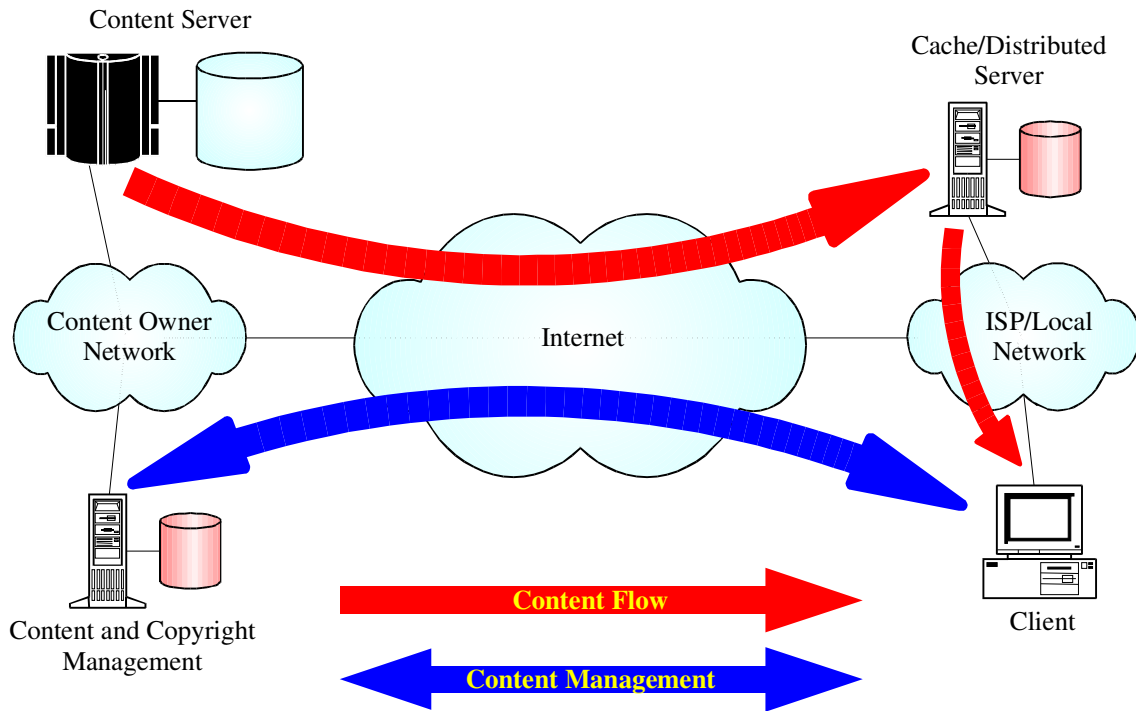 Content Server
Cache/Distributed
Server
Content Owner
Network
Internet
ISP/Local
Network
Content and Copyright
Management
Client
Content Flow
Content Management